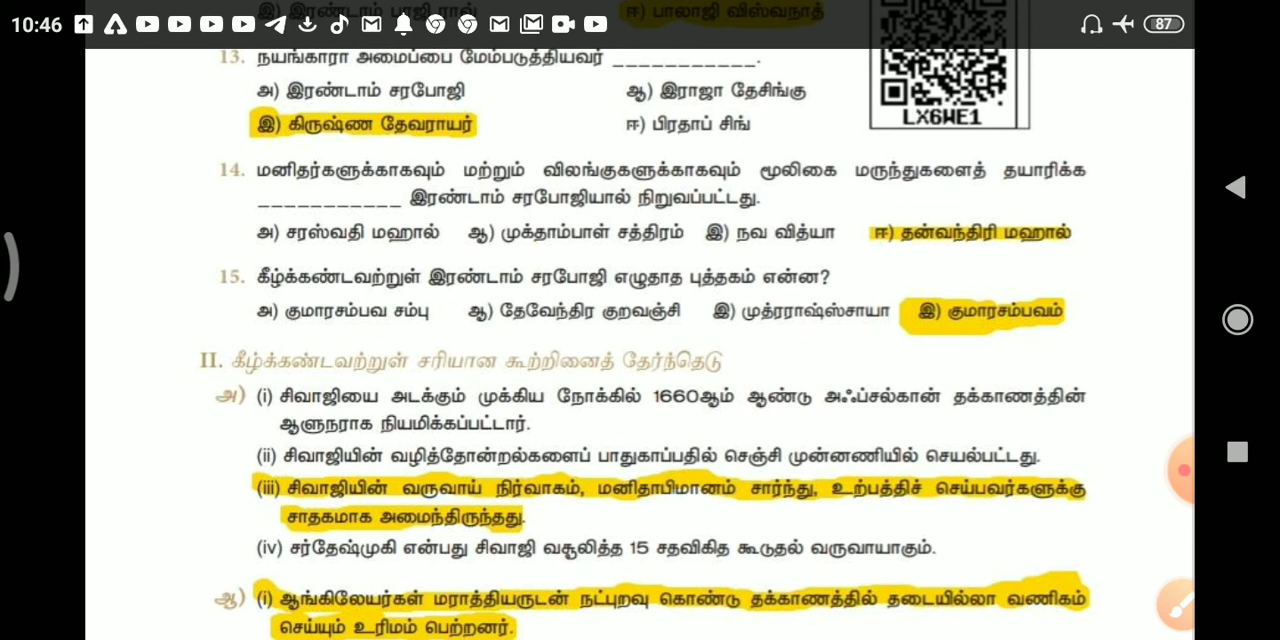 10:46
87
இ) இரண்டாம் பாஜி ராவ் ஈ) பாலாஜி விஸ்வநாத்
13. நயங்காரா அமைப்பை மேம்படுத்தியவர் ___________.
அ) இரண்டாம் சரபோஜி ஆ) இராஜா தேசிங்கு
இ) கிருஷ்ண தேவராயர் ஈ) பிரதாப் சிங்
LX6WE1
14. மனிதர்களுக்காகவும் மற்றும் விலங்குகளுக்காகவும் மூலிகை மருந்துகளைத் தயாரிக்க
___________ இரண்டாம் சரபோஜியால் நிறுவப்பட்டது.
அ) சரஸ்வதி மஹால் ஆ) முக்தாம்பாள் சத்திரம் இ) நவ வித்யா ஈ) தன்வந்திரி மஹால்
15. கீழ்க்கண்டவற்றுள் இரண்டாம் சரபோஜி எழுதாத புத்தகம் என்ன?
அ) குமாரசம்பவ சம்பு ஆ) தேவேந்திர குறவஞ்சி இ) முத்ரராஷ்ஸ்சாயா இ) குமாரசம்பவம்
II. கீழ்க்கண்டவற்றுள் சரியான கூற்றினைத் தேர்ந்தெடு
அ) (i) சிவாஜியை அடக்கும் முக்கிய நோக்கில் 1660ஆம் ஆண்டு அஃப்சல்கான் தக்காணத்தின்
ஆளுநராக நியமிக்கப்பட்டார்.
(ii) சிவாஜியின் வழித்தோன்றல்களைப் பாதுகாப்பதில் செஞ்சி முன்னணியில் செயல்பட்டது.
(iii) சிவாஜியின் வருவாய் நிர்வாகம், மனிதாபிமானம் சார்ந்து, உற்பத்திச் செய்பவர்களுக்கு
சாதகமாக அமைந்திருந்தது.
(iv) சர்தேஷ்முகி என்பது சிவாஜி வசூலித்த 15 சதவிகித கூடுதல் வருவாயாகும்.
ஆ) (i) ஆங்கிலேயர்கள் மராத்தியருடன் நட்புறவு கொண்டு தக்காணத்தில் தடையில்லா வணிகம்
செய்யும் உரிமம் பெற்றனர்.